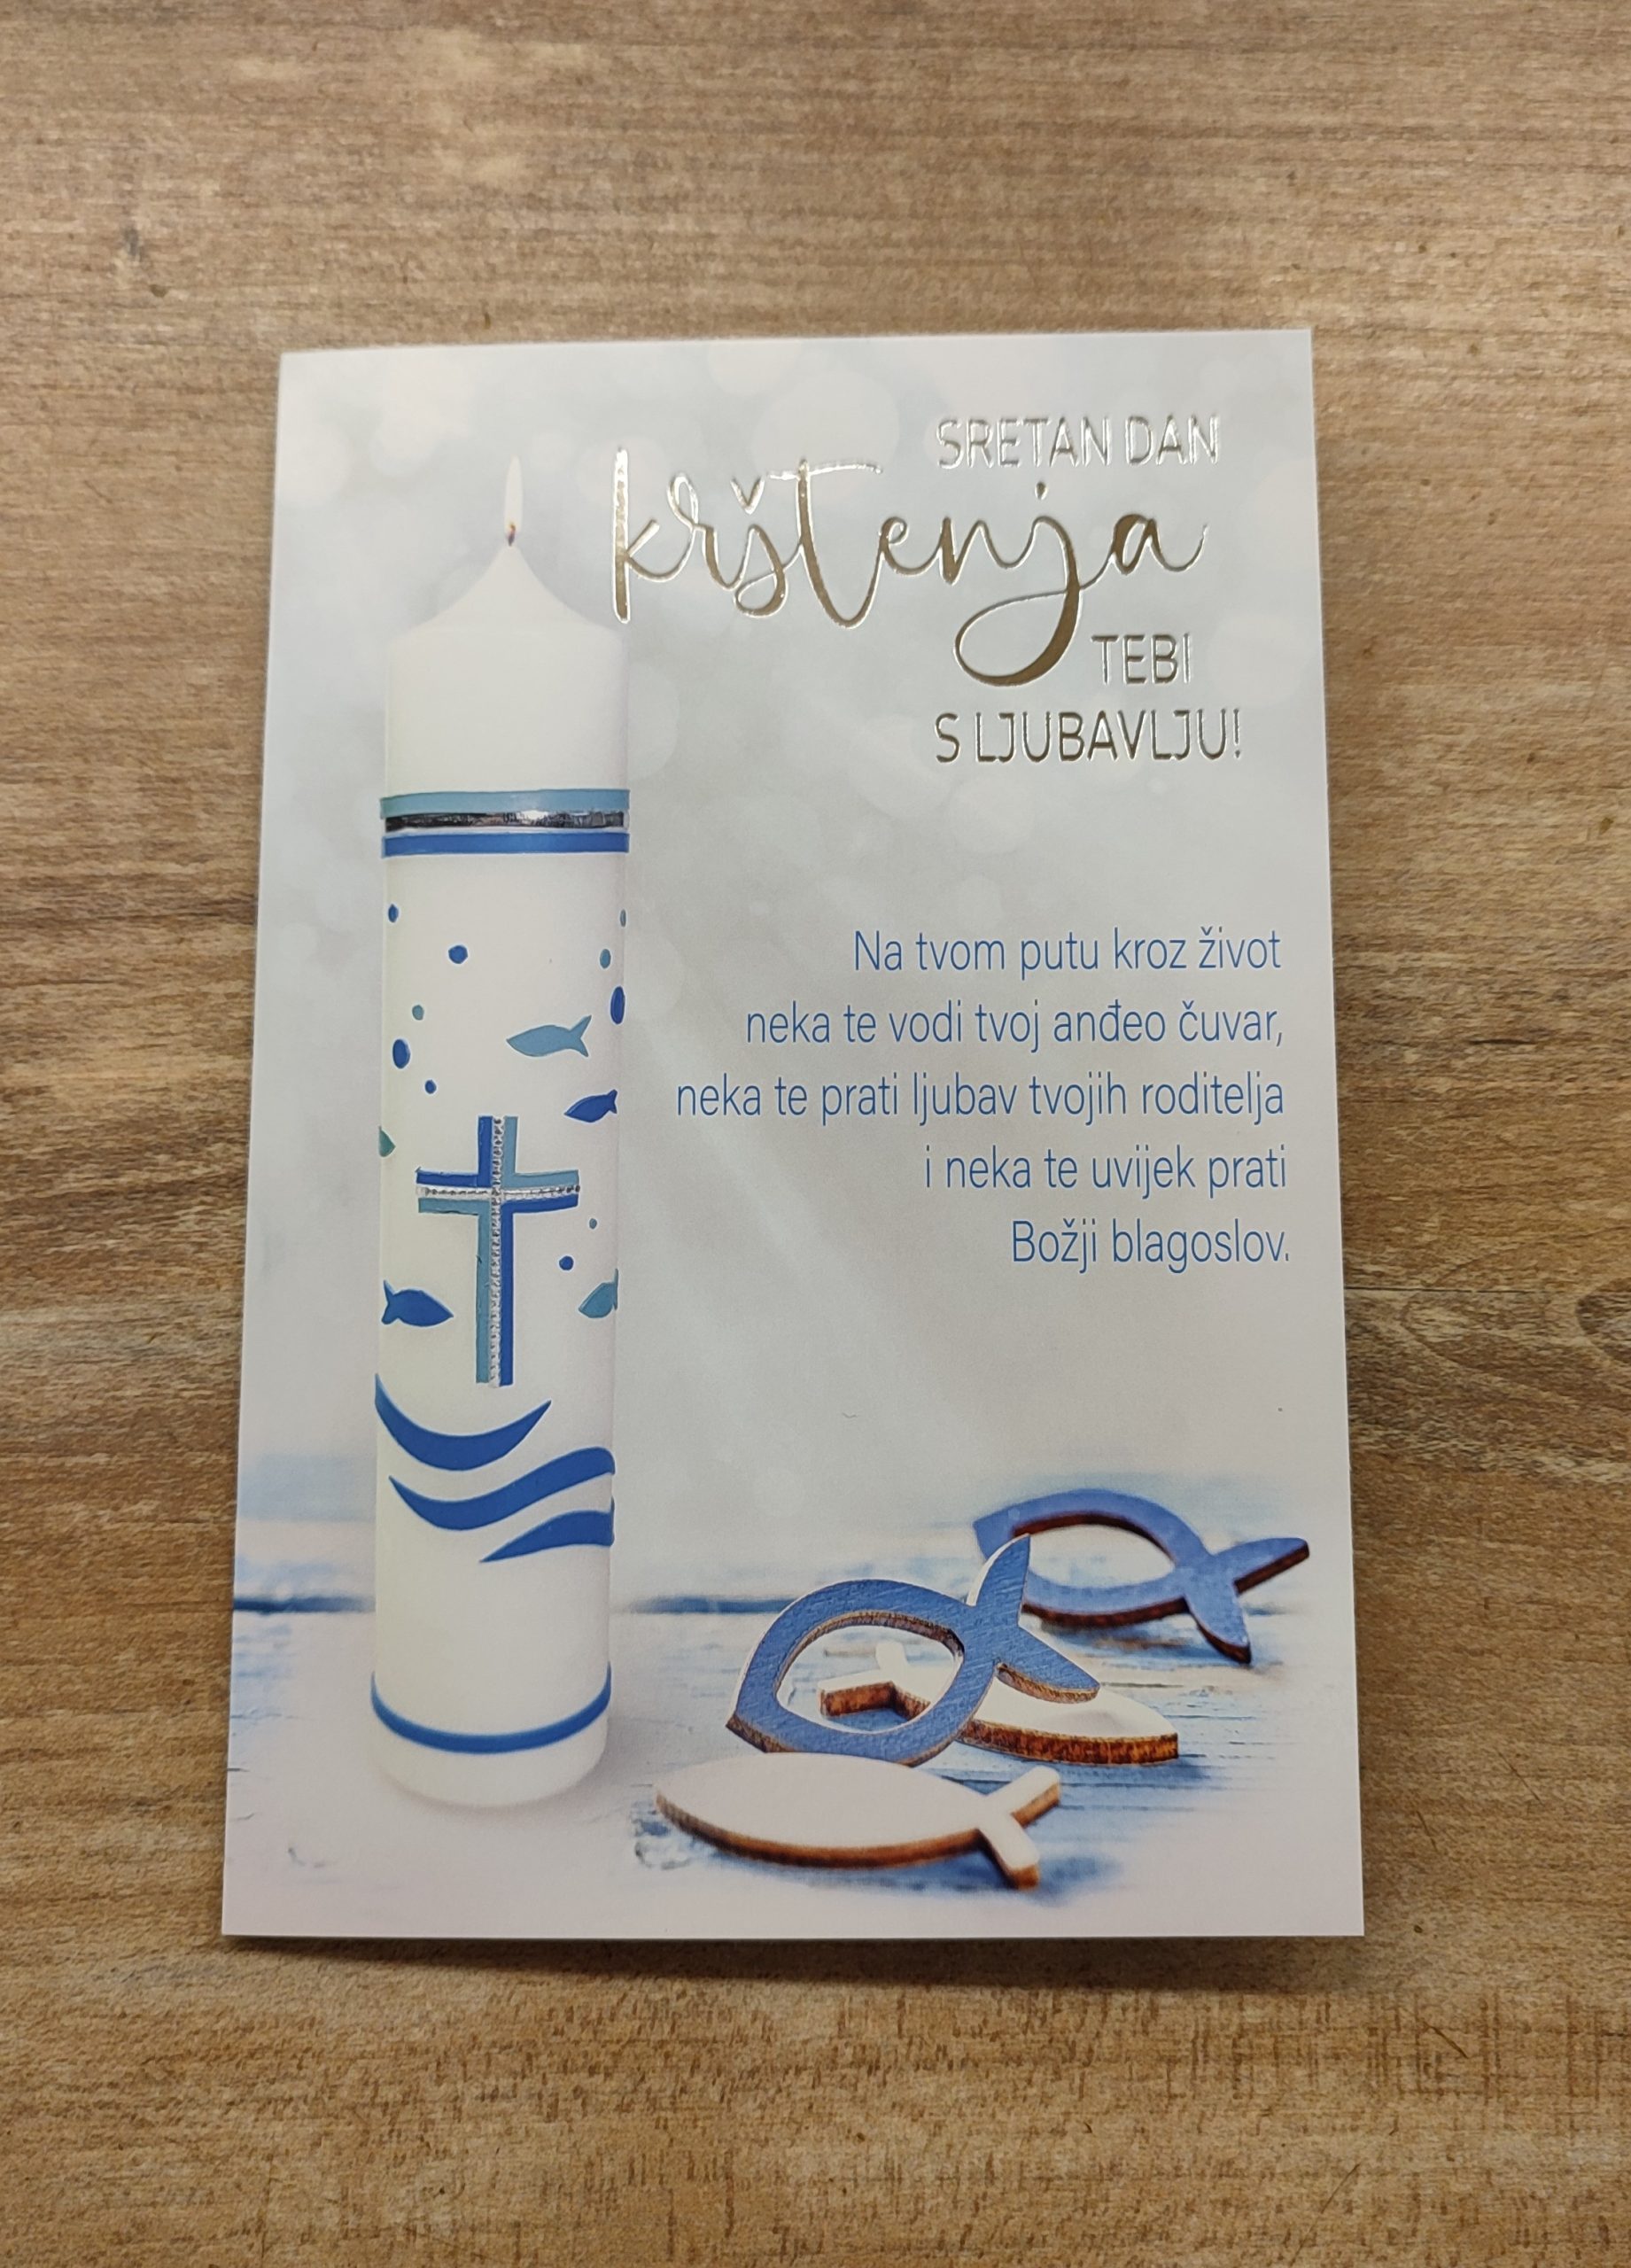 SRETAN DAN
krštenja
TEBI
S LJUBAVLJU!
Na tvom putu kroz život
neka te vodi tvoj anđeo čuvar,
neka te prati ljubav tvojih roditelja
i neka te uvijek prati
Božji blagoslov.